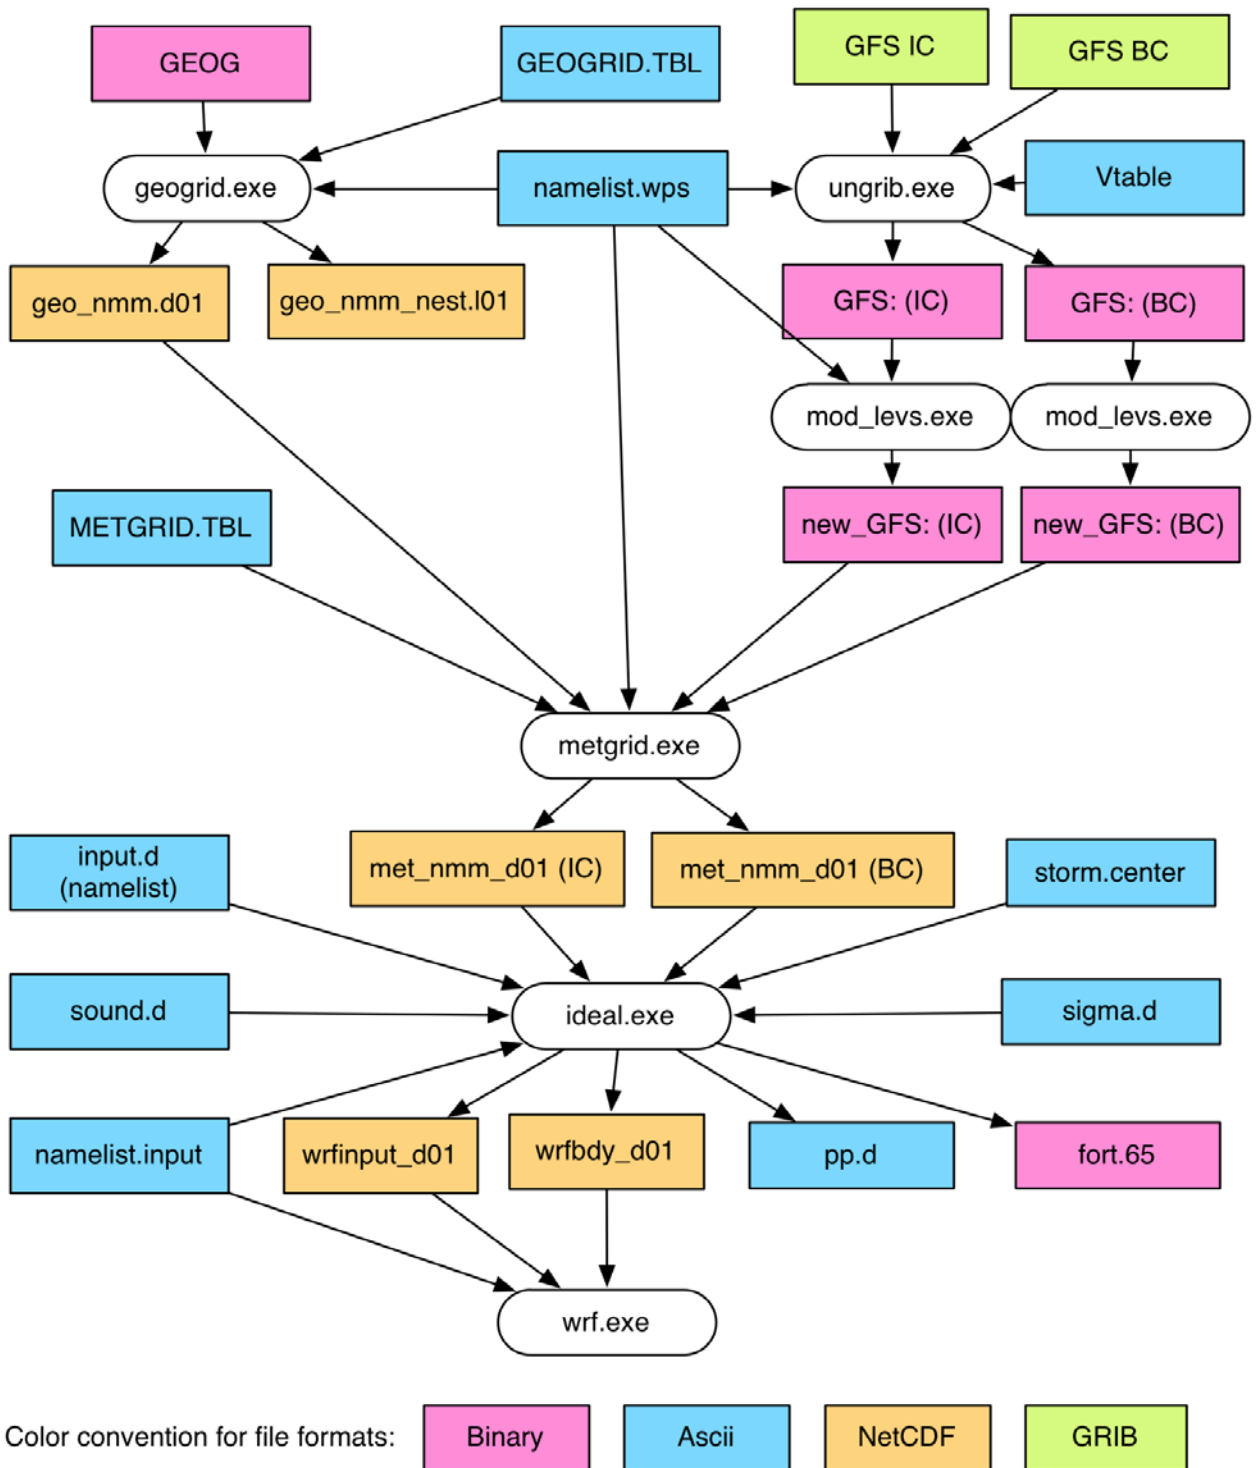 GEOG
GEOGRID.TBL
GFS IC
GFS BC
geogrid.exe
namelist.wps
ungrib.exe
Vtable
geo_nmm.d01
geo_nmm_nest.l01
GFS: (IC)
GFS: (BC)
mod_levs.exe
mod_levs.exe
METGRID.TBL
new_GFS: (IC)
new_GFS: (BC)
metgrid.exe
input.d
(namelist)
met_nmm_d01 (IC)
met_nmm_d01 (BC)
storm.center
sound.d
ideal.exe
sigma.d
namelist.input
wrfinput_d01
wrfbdy_d01
pp.d
fort.65
wrf.exe
Color convention for file formats:
Binary
Ascii
NetCDF
GRIB